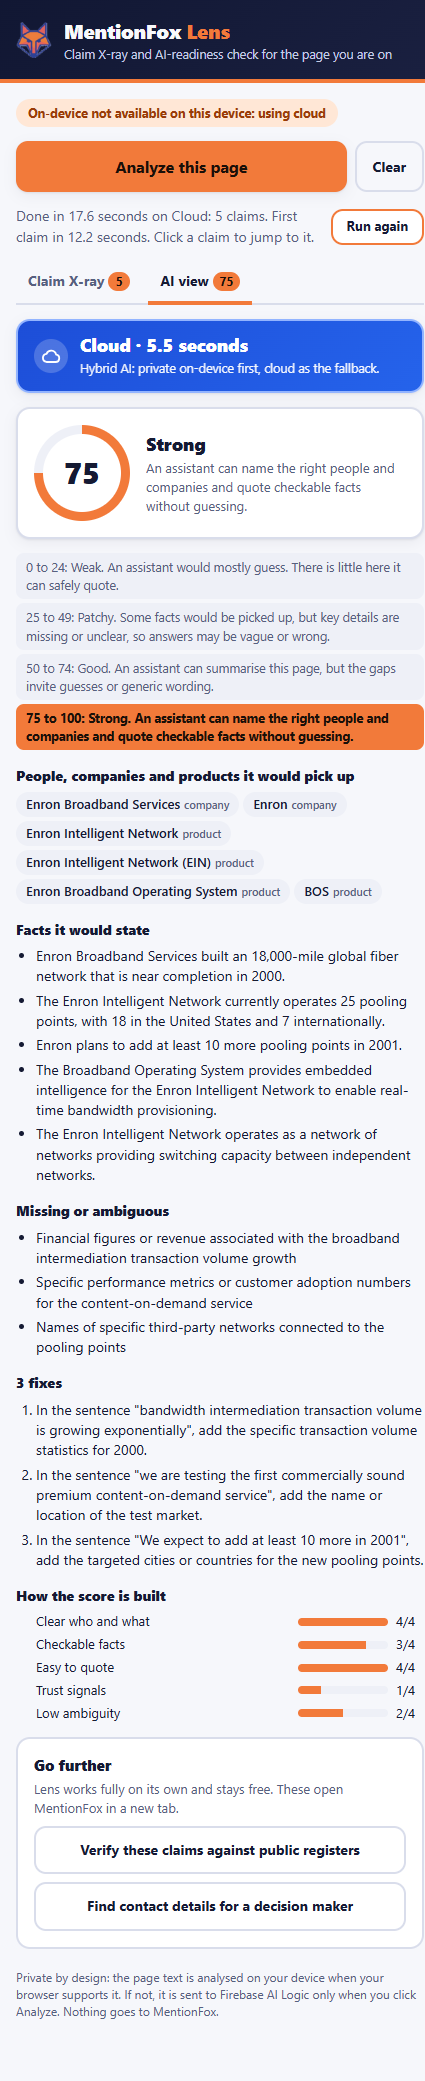 MentionFox Lens
Claim X-ray and AI-readiness check for the page you are on
On-device not available on this device: using cloud
Analyze this page
Clear
Done in 17.6 seconds on Cloud: 5 claims. First
claim in 12.2 seconds. Click a claim to jump to it.
Run again
Claim X-ray 5
AI view 75
Cloud · 5.5 seconds
Hybrid AI: private on-device first, cloud as the fallback.
75
Strong
An assistant can name the right people and
companies and quote checkable facts
without guessing.
0 to 24: Weak. An assistant would mostly guess. There is little here it
can safely quote.
25 to 49: Patchy. Some facts would be picked up, but key details are
missing or unclear, so answers may be vague or wrong.
50 to 74: Good. An assistant can summarise this page, but the gaps
invite guesses or generic wording.
75 to 100: Strong. An assistant can name the right people and
companies and quote checkable facts without guessing.
People, companies and products it would pick up
Enron Broadband Services company
Enron company
Enron Intelligent Network product
Enron Intelligent Network (EIN) product
Enron Broadband Operating System product
BOS product
Facts it would state
• Enron Broadband Services built an 18,000-mile global fiber
network that is near completion in 2000.
• The Enron Intelligent Network currently operates 25 pooling
points, with 18 in the United States and 7 internationally.
• Enron plans to add at least 10 more pooling points in 2001.
• The Broadband Operating System provides embedded
intelligence for the Enron Intelligent Network to enable real-
time bandwidth provisioning.
• The Enron Intelligent Network operates as a network of
networks providing switching capacity between independent
networks.
Missing or ambiguous
• Financial figures or revenue associated with the broadband
intermediation transaction volume growth
• Specific performance metrics or customer adoption numbers
for the content-on-demand service
• Names of specific third-party networks connected to the
pooling points
3 fixes
1. In the sentence "bandwidth intermediation transaction volume
is growing exponentially", add the specific transaction volume
statistics for 2000.
2. In the sentence "we are testing the first commercially sound
premium content-on-demand service", add the name or
location of the test market.
3. In the sentence "We expect to add at least 10 more in 2001",
add the targeted cities or countries for the new pooling points.
How the score is built
Clear who and what 4/4
Checkable facts 3/4
Easy to quote 4/4
Trust signals 1/4
Low ambiguity 2/4
Go further
Lens works fully on its own and stays free. These open
MentionFox in a new tab.
Verify these claims against public registers
Find contact details for a decision maker
Private by design: the page text is analysed on your device when your
browser supports it. If not, it is sent to Firebase AI Logic only when you click
Analyze. Nothing goes to MentionFox.